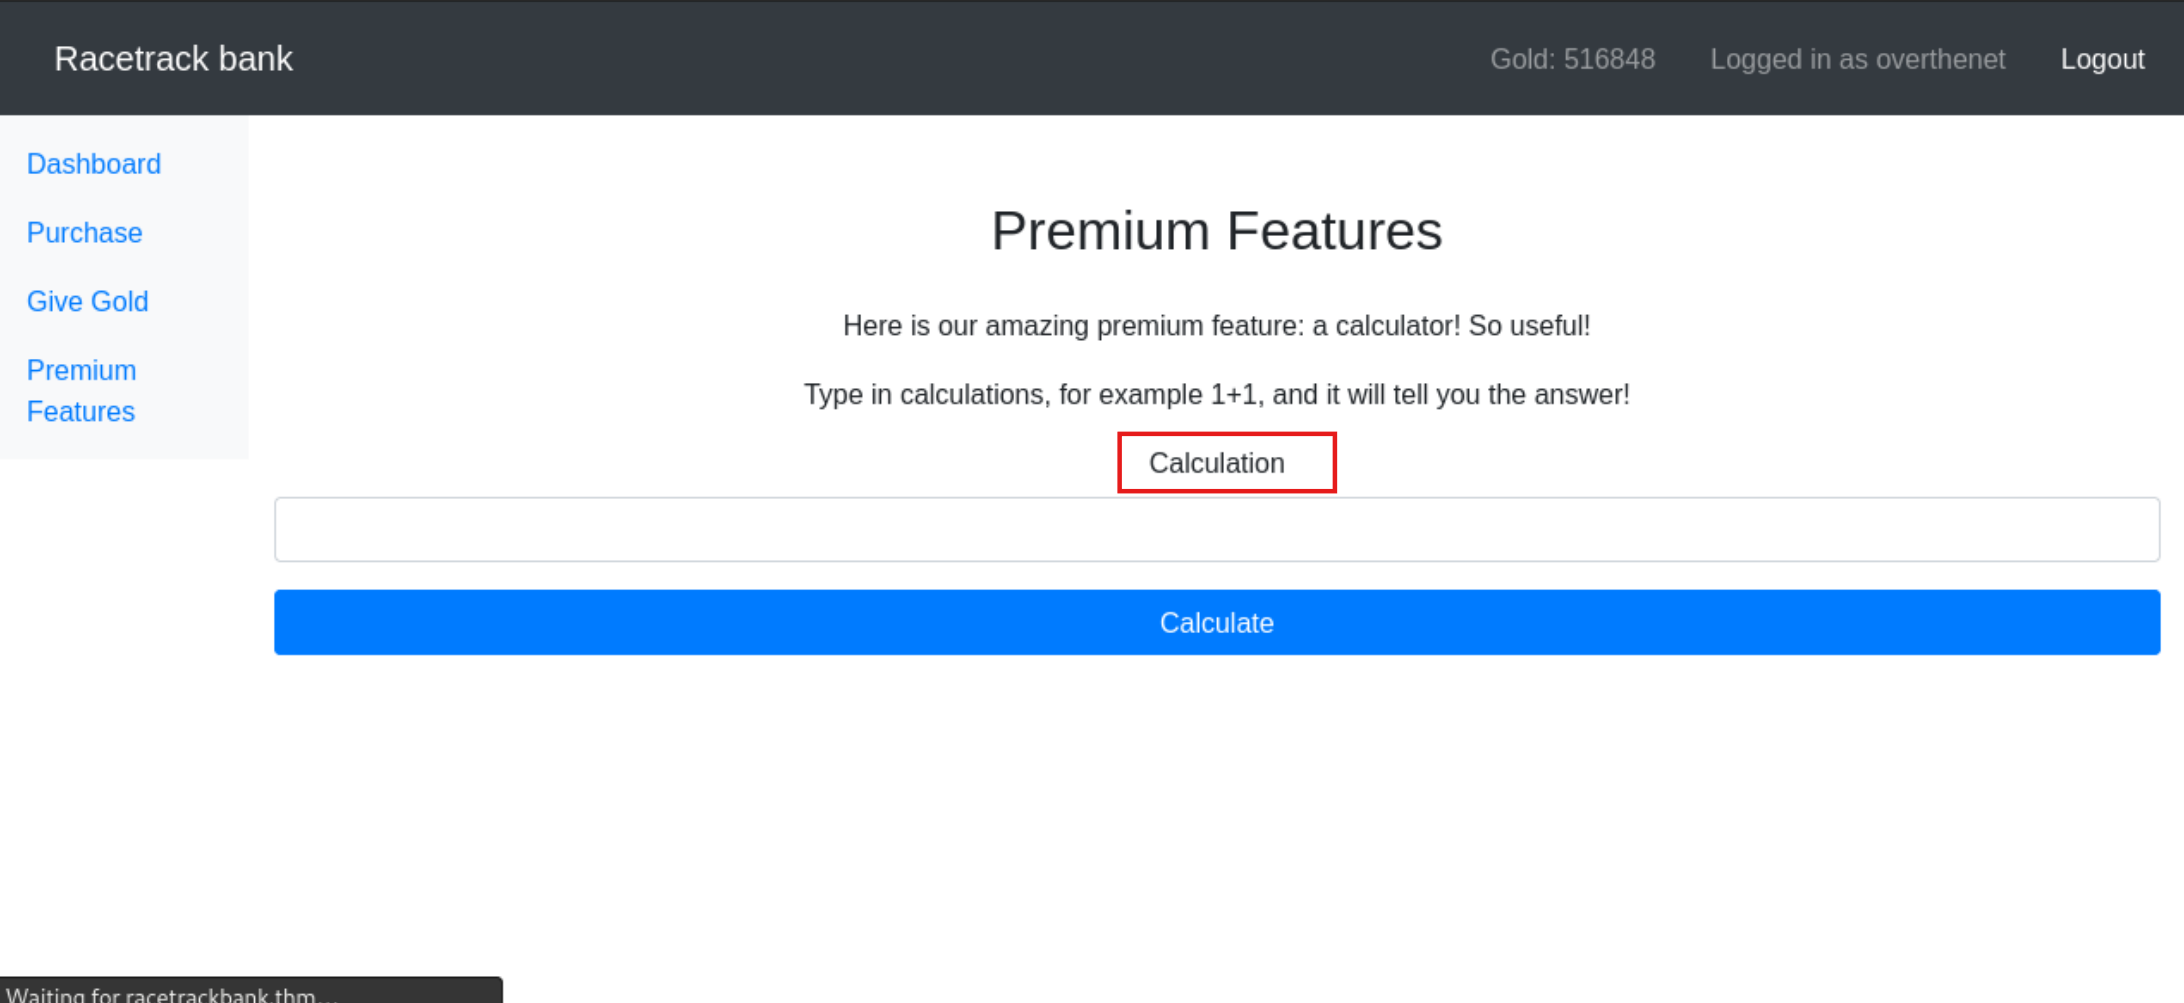 Racetrack bank
Gold: 516848
Logged in as overthenet
Logout
Dashboard
Purchase
Give Gold
Premium
Features
Premium Features
Here is our amazing premium feature: a calculator! So useful!
Type in calculations, for example 1+1, and it will tell you the answer!
Calculation
Calculate
Waiting for racetrackbank.thm…